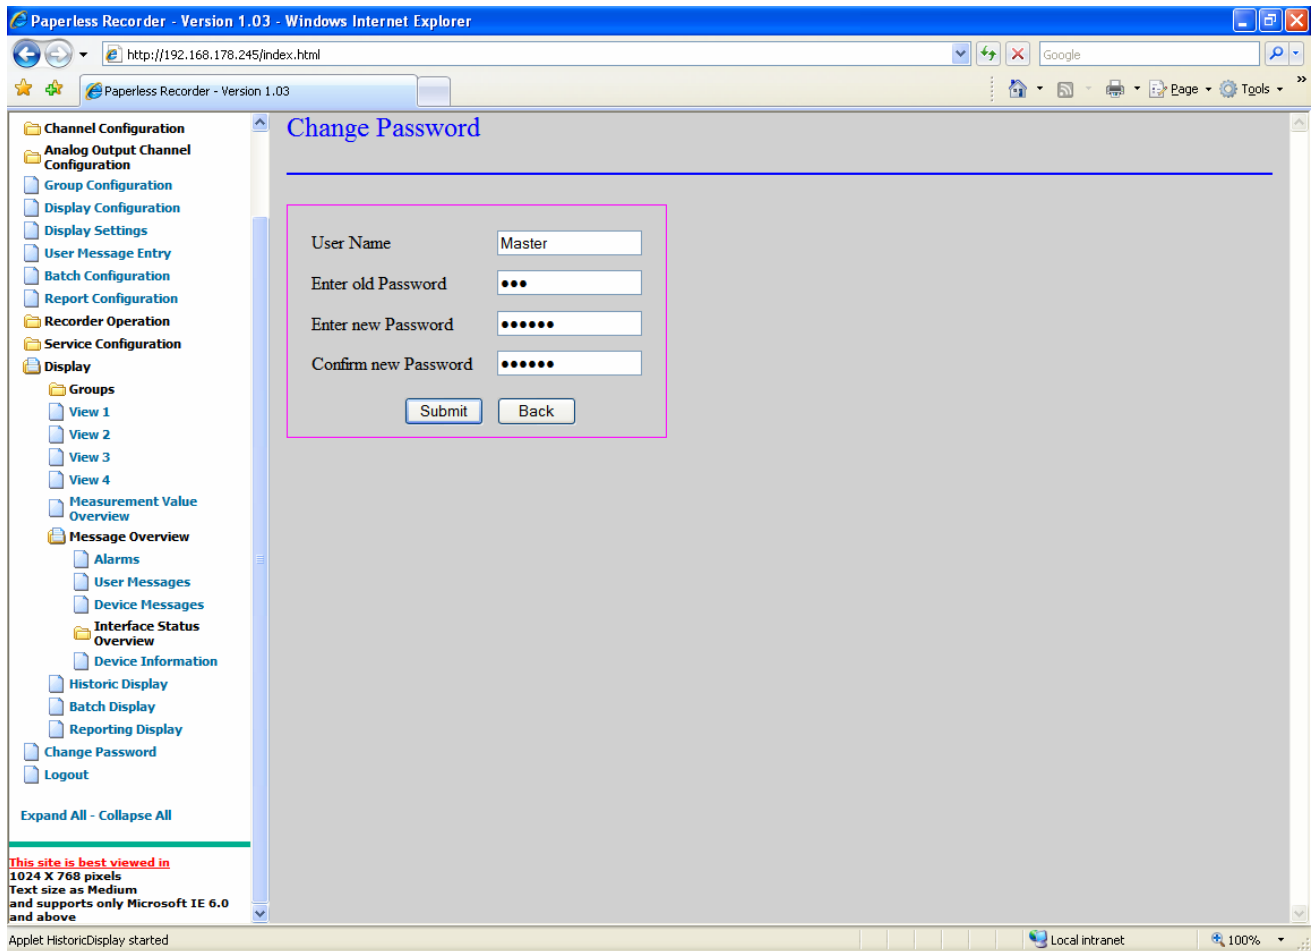 Paperless Recorder - Version 1.03 - Windows Internet Explorer
http://192.168.178.245/index.html
Google
Paperless Recorder - Version 1.03
Page
Tools
»
Channel Configuration
Analog Output Channel
Configuration
Group Configuration
Display Configuration
Display Settings
User Message Entry
Batch Configuration
Report Configuration
Recorder Operation
Service Configuration
Display
Groups
View 1
View 2
View 3
View 4
Measurement Value
Overview
Message Overview
Alarms
User Messages
Device Messages
Interface Status
Overview
Device Information
Historic Display
Batch Display
Reporting Display
Change Password
Logout
Expand All - Collapse All
This site is best viewed in
1024 X 768 pixels
Text size as Medium
and supports only Microsoft IE 6.0
and above
Change Password
User Name
Master
Enter old Password
●●●
Enter new Password
●●●●●●
Confirm new Password
●●●●●●
Submit
Back
Applet HistoricDisplay started
Local intranet
100%